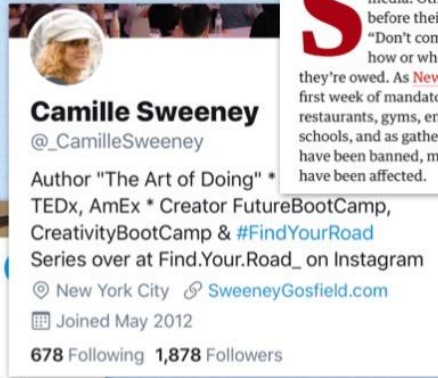 media. Oth
before thei
"Don't con
how or wh
they're owed. As New
first week of mandato
restaurants, gyms, en
schools, and as gathe
have been banned, m
have been affected.
S
Camille Sweeney
@_CamilleSweeney
Author "The Art of Doing" *
TEDx, AmEx * Creator FutureBootCamp,
CreativityBootCamp & #FindYourRoad
Series over at Find.Your.Road_ on Instagram
New York City SweeneyGosfield.com
Joined May 2012
678 Following 1,878 Followers